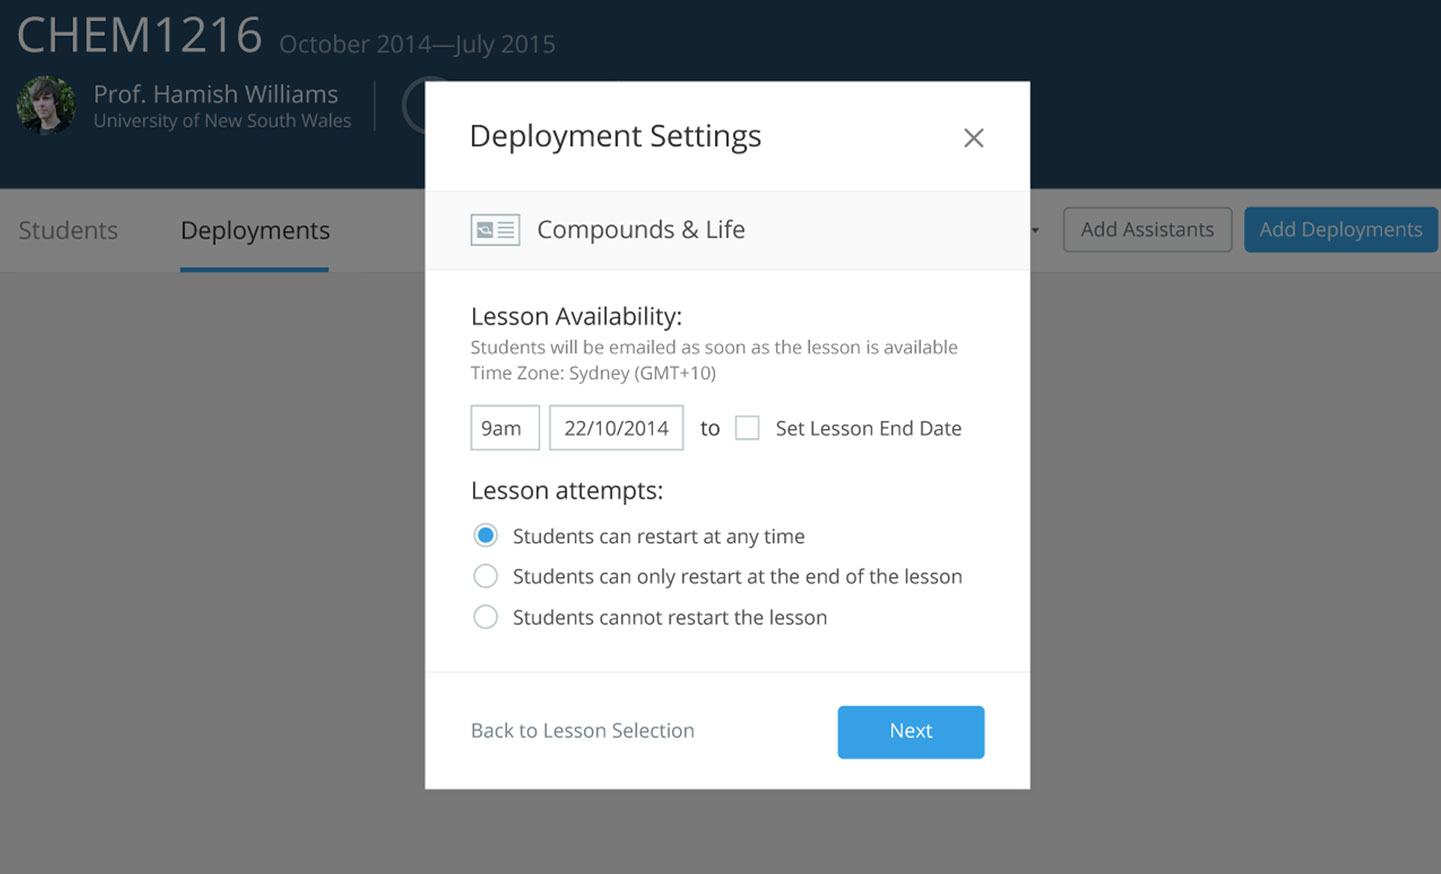 CHEM1216 October 2014—July 2015
Prof. Hamish Williams
University of New South Wales
Deployment Settings
Students Deployments
Compounds & Life
Add Assistants Add Deployments
Lesson Availability:
Students will be emailed as soon as the lesson is available
Time Zone: Sydney (GMT+10)
9am 22/10/2014 to Set Lesson End Date
Lesson attempts:
Students can restart at any time
Students can only restart at the end of the lesson
Students cannot restart the lesson
Back to Lesson Selection Next